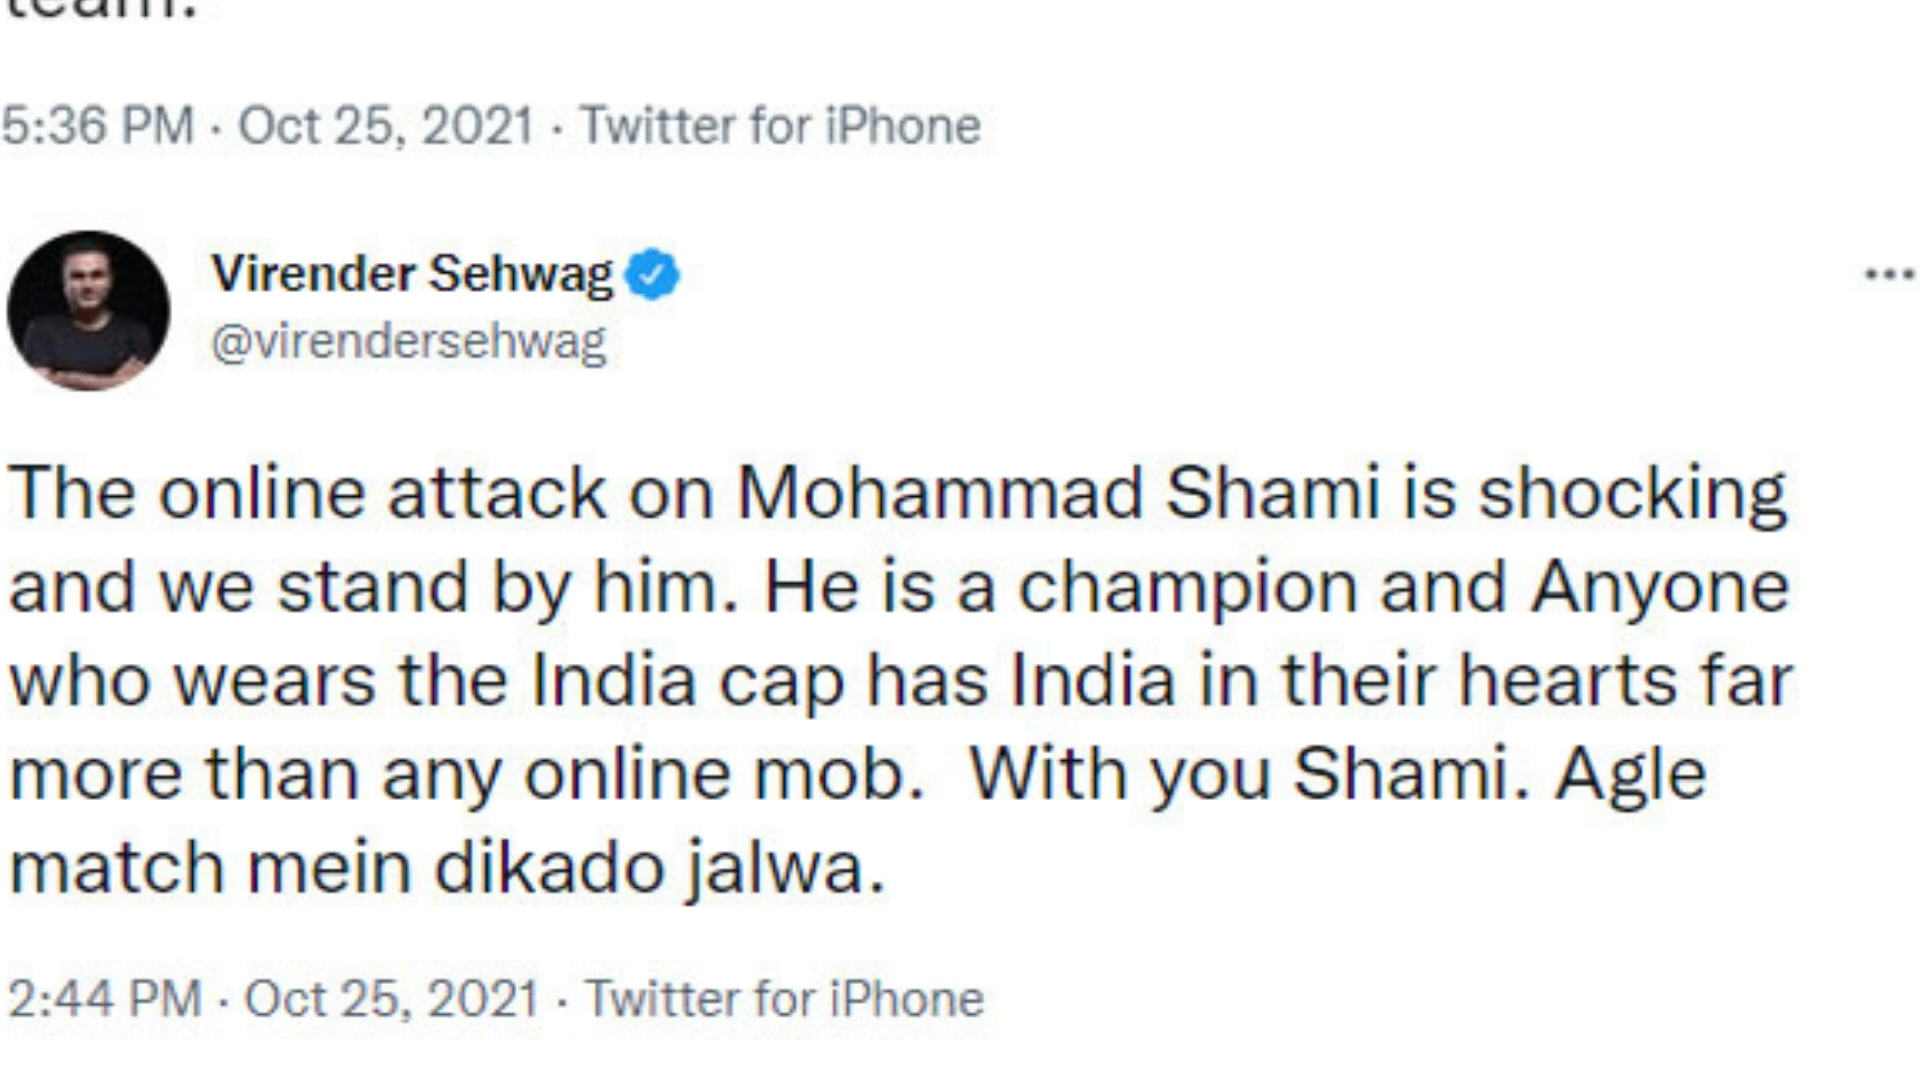 team.
5:36 PM · Oct 25, 2021 · Twitter for iPhone
Virender Sehwag
@virendersehwag
The online attack on Mohammad Shami is shocking
and we stand by him. He is a champion and Anyone
who wears the India cap has India in their hearts far
more than any online mob.  With you Shami. Agle
match mein dikado jalwa.
2:44 PM · Oct 25, 2021 · Twitter for iPhone